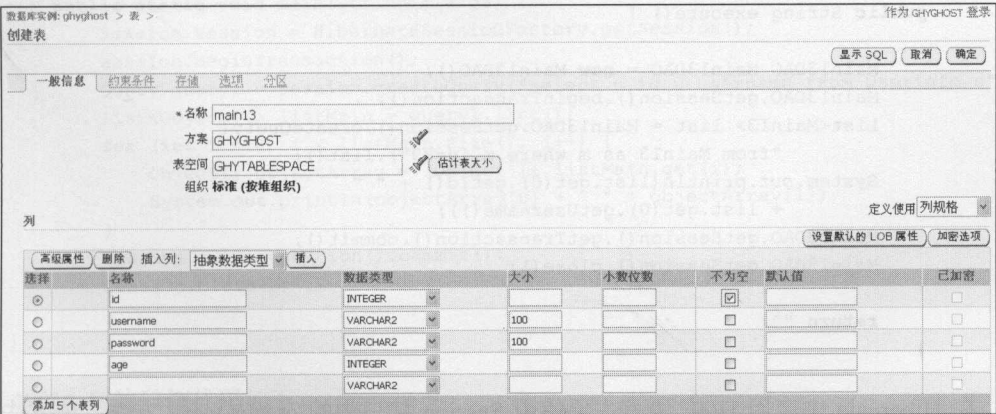 数据库实例: ghyghost > 表 >
作为 GHYGHOST 登录
创建表
显示 SQL 取消 确定
一般信息 约束条件 存储 选项 分区
*名称 main13
方案 GHYGHOST
表空间 GHYTABLESPACE 估计表大小
组织 标准 (按堆组织)
定义使用 列规格
列
设置默认的 LOB 属性 加密选项
高级属性 删除 插入列: 抽象数据类型 插入
选择 名称 数据类型 大小 小数位数 不为空 默认值 已加密
id INTEGER
username VARCHAR2 100
password VARCHAR2 100
age INTEGER
VARCHAR2
添加 5 个表列